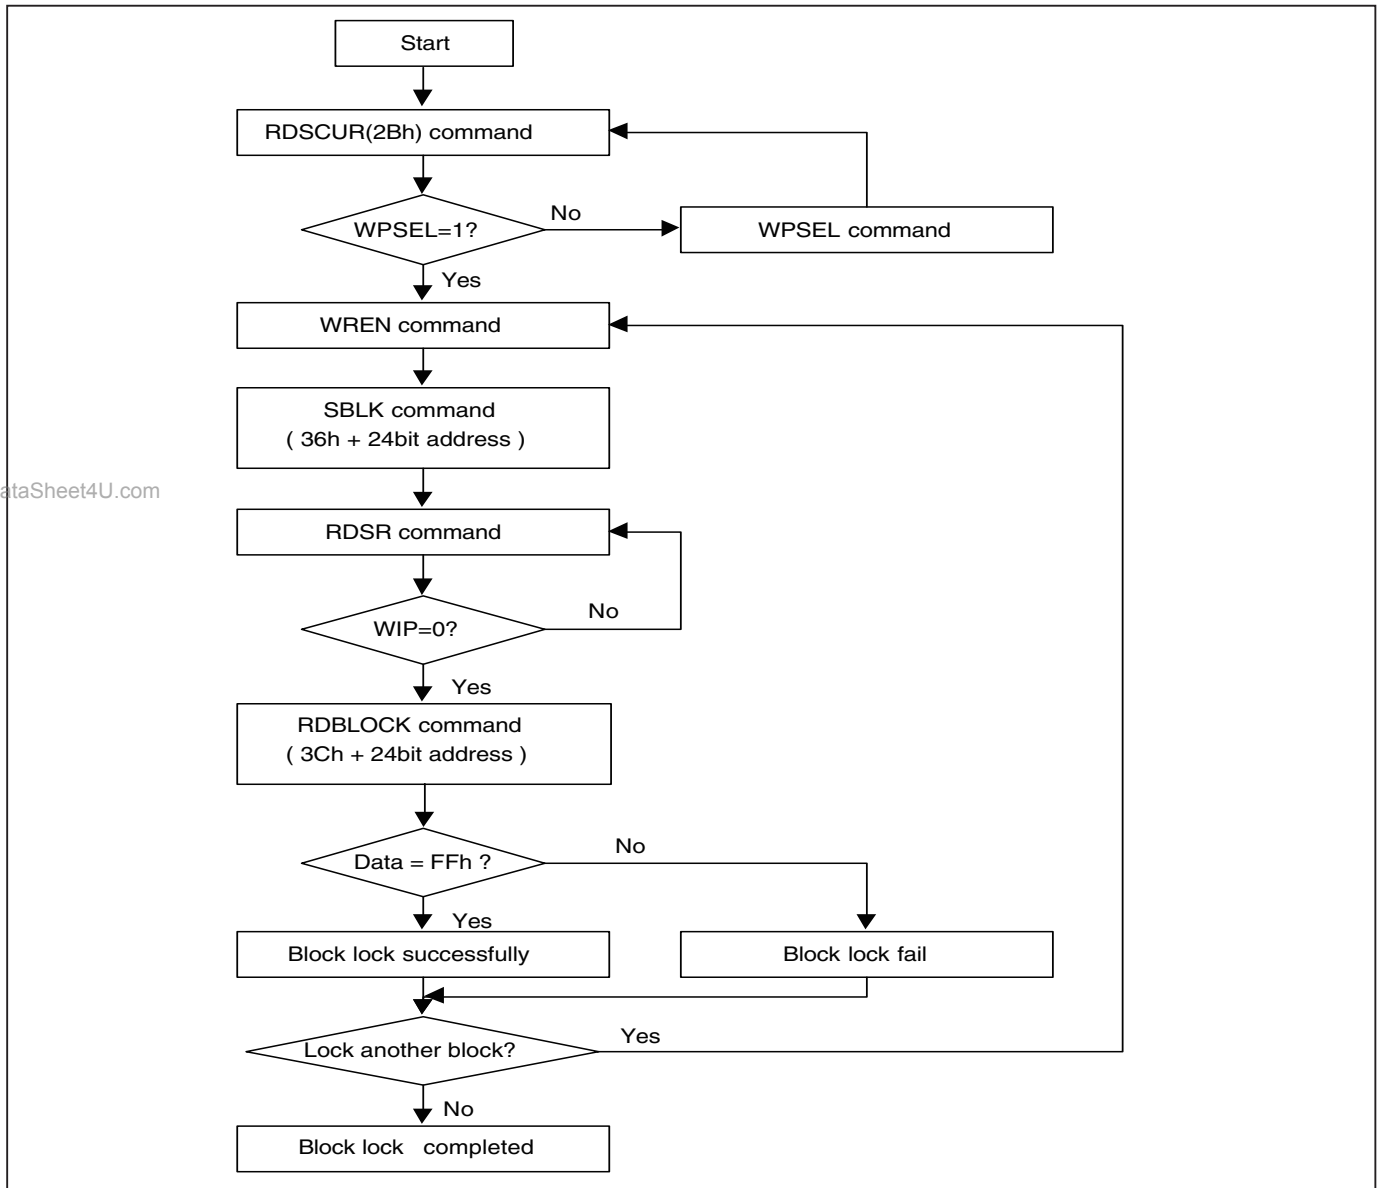 Start
RDSCUR(2Bh) command
WPSEL=1?
No
WPSEL command
Yes
WREN command
SBLK command
( 36h + 24bit address )
ataSheet4U.com
RDSR command
WIP=0?
No
Yes
RDBLOCK command
( 3Ch + 24bit address )
Data = FFh ?
No
Yes
Block lock successfully
Block lock fail
Lock another block?
Yes
No
Block lock completed